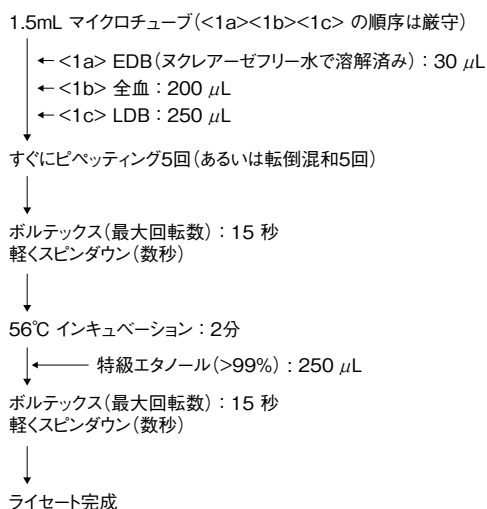 1.5mL マイクロチューブ(<1a><1b><1c> の順序は厳守)
<1a> EDB(ヌクレアーゼフリー水で溶解済み):30 μL
<1b> 全血:200 μL
<1c> LDB:250 μL
すぐにピペッティング5回(あるいは転倒混和5回)
ボルテックス(最大回転数):15 秒
軽くスピンダウン(数秒)
56℃ インキュベーション:2分
特級エタノール(>99%):250 μL
ボルテックス(最大回転数):15 秒
軽くスピンダウン(数秒)
ライセート完成